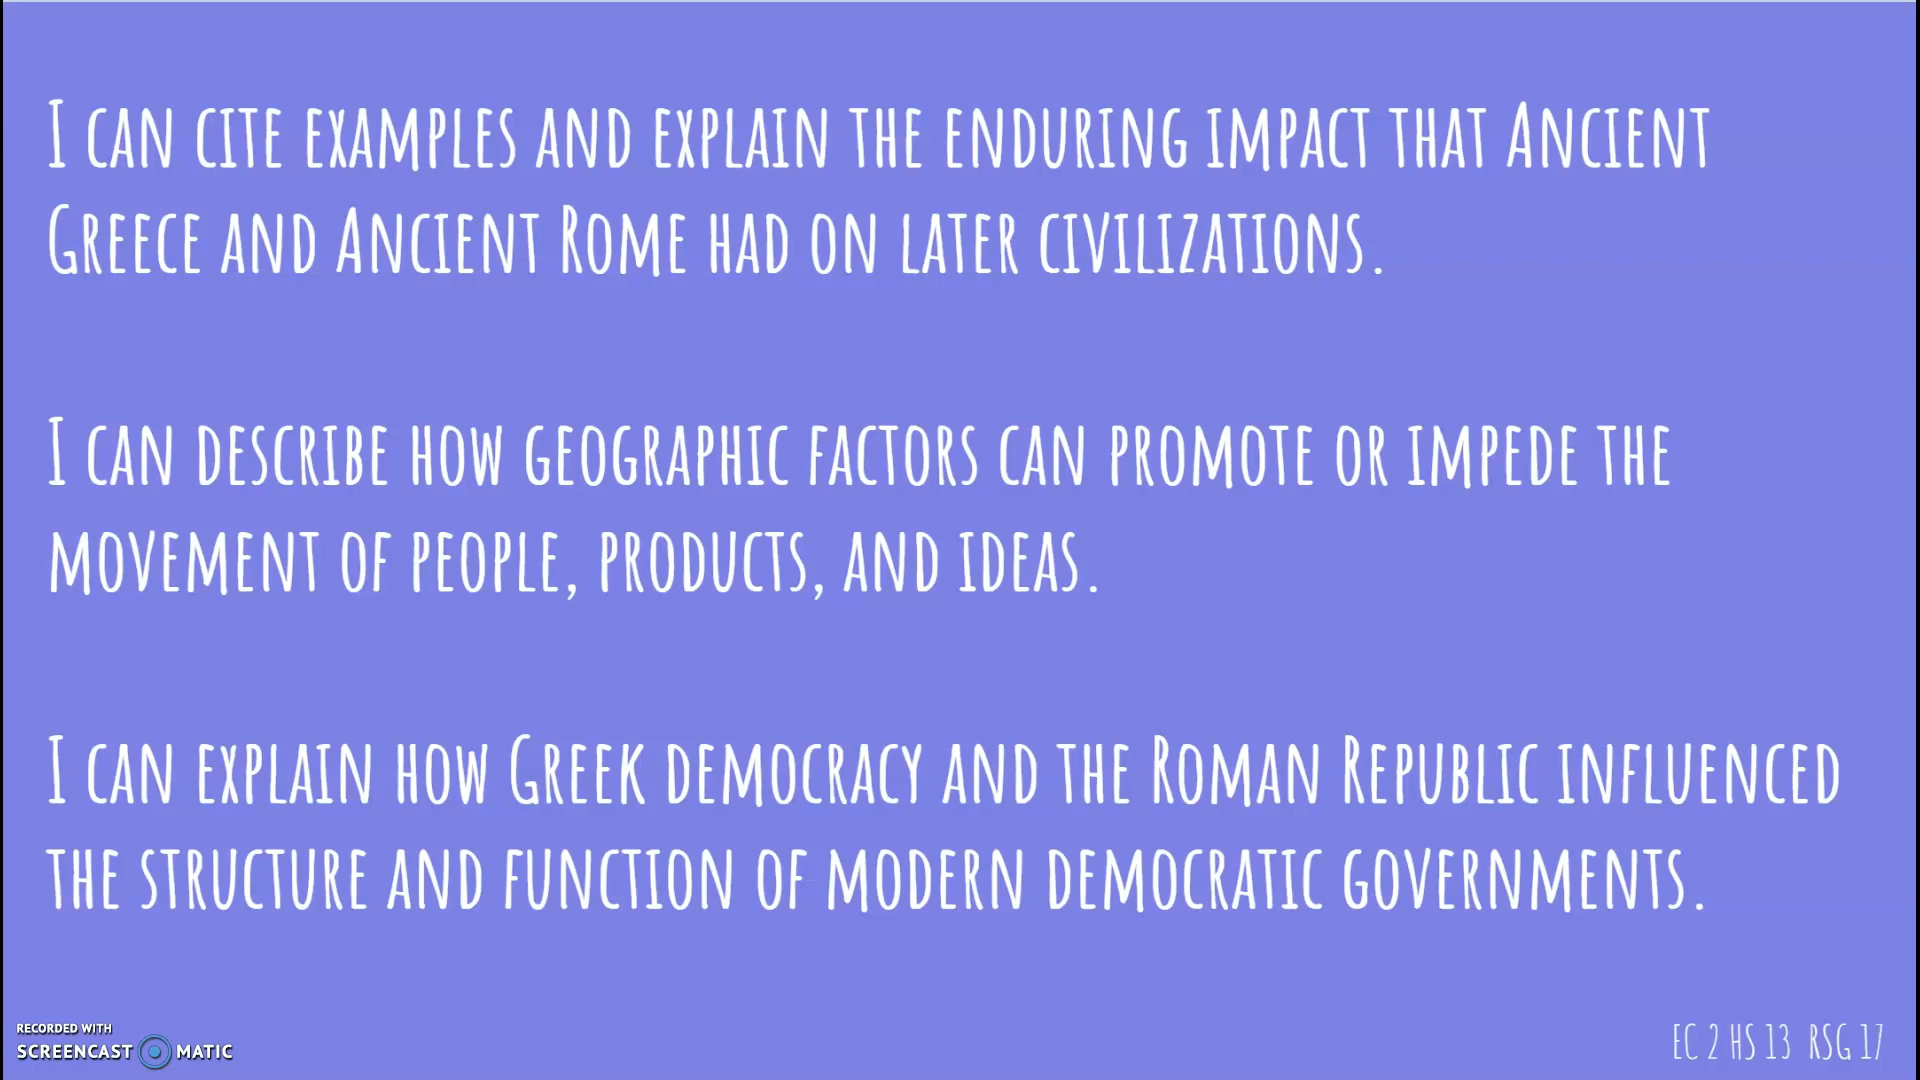 I can cite examples and explain the enduring impact that Ancient
Greece and Ancient Rome had on later civilizations.
I can describe how geographic factors can promote or impede the
movement of people, products, and ideas.
I can explain how Greek democracy and the Roman Republic influenced
the structure and function of modern democratic governments.
RECORDED WITH
SCREENCAST MATIC
EC 2 HS 13 RSG 17